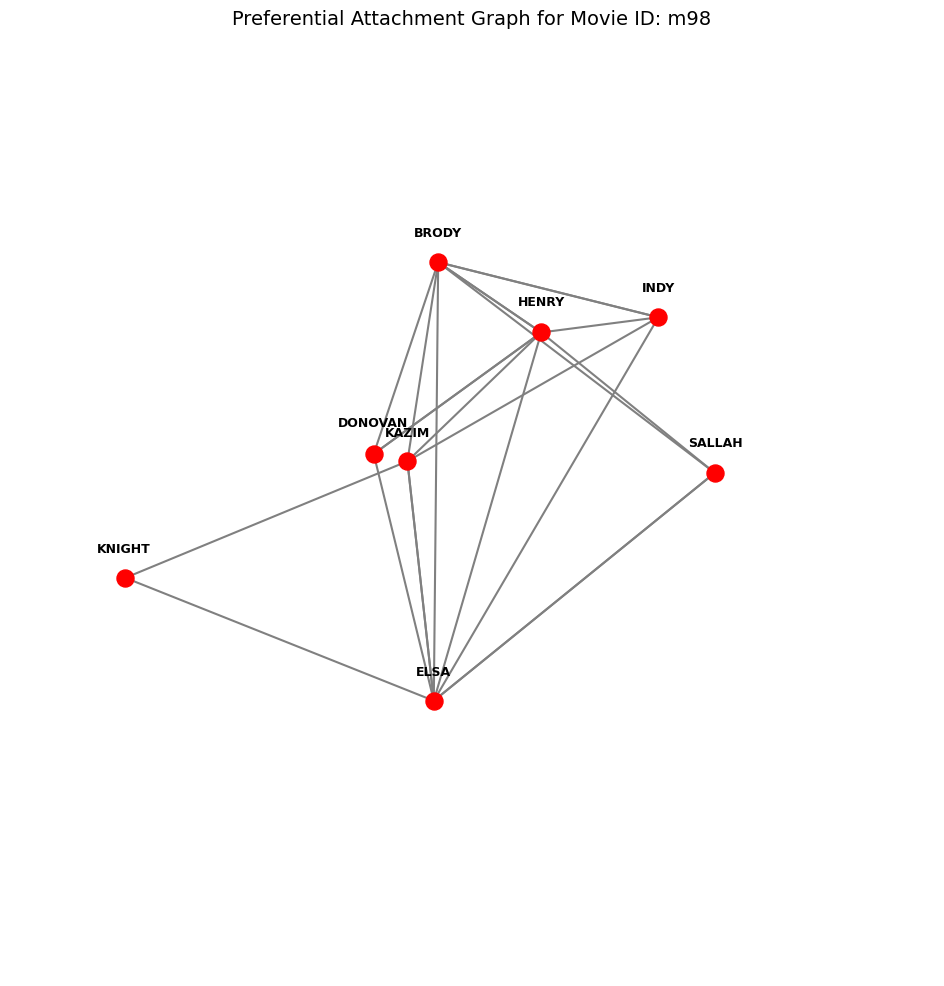 Preferential Attachment Graph for Movie ID: m98
BRODY
INDY
HENRY
DONOVAN
KAZIM
SALLAH
KNIGHT
ELSA